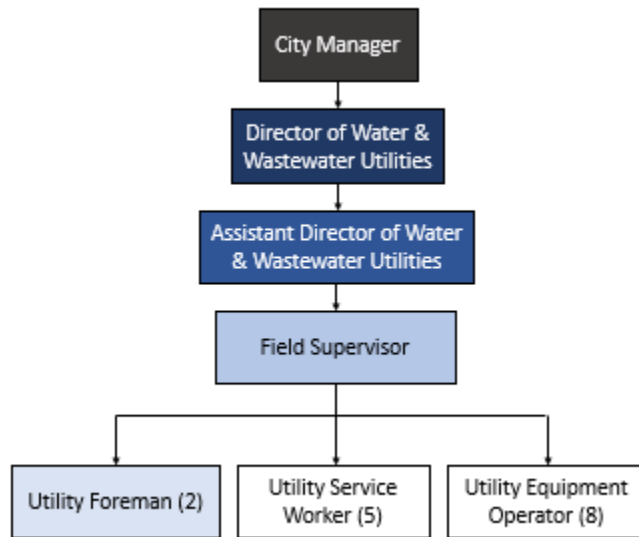 City Manager
Director of Water &
Wastewater Utilities
Assistant Director of Water
& Wastewater Utilities
Field Supervisor
Utility Foreman (2)
Utility Service
Worker (5)
Utility Equipment
Operator (8)